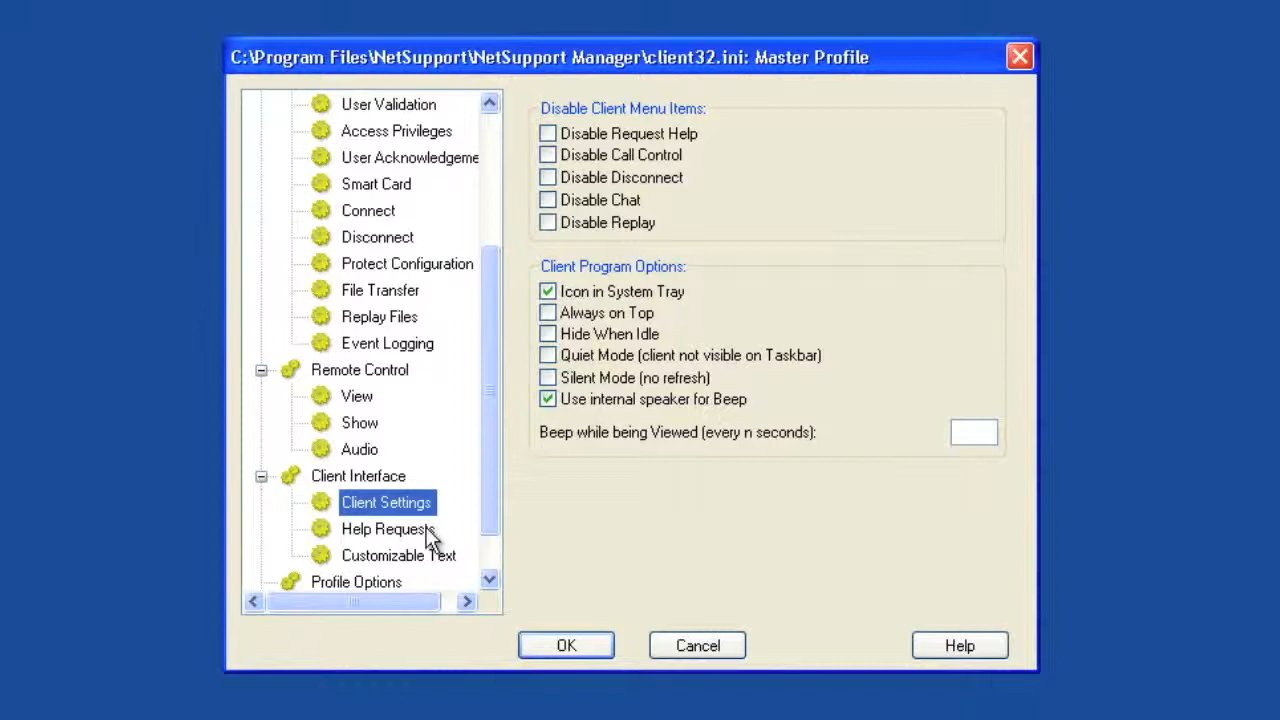 C:\Program Files\NetSupport\NetSupport Manager\client32.ini: Master Profile
User Validation
Access Privileges
User Acknowledgeme
Smart Card
Connect
Disconnect
Protect Configuration
File Transfer
Replay Files
Event Logging
Remote Control
View
Show
Audio
Client Interface
Client Settings
Help Requests
Customizable Text
Profile Options
Disable Client Menu Items:
Disable Request Help
Disable Call Control
Disable Disconnect
Disable Chat
Disable Replay
Client Program Options:
Icon in System Tray
Always on Top
Hide When Idle
Quiet Mode (client not visible on Taskbar)
Silent Mode (no refresh)
Use internal speaker for Beep
Beep while being Viewed (every n seconds):
OK
Cancel
Help